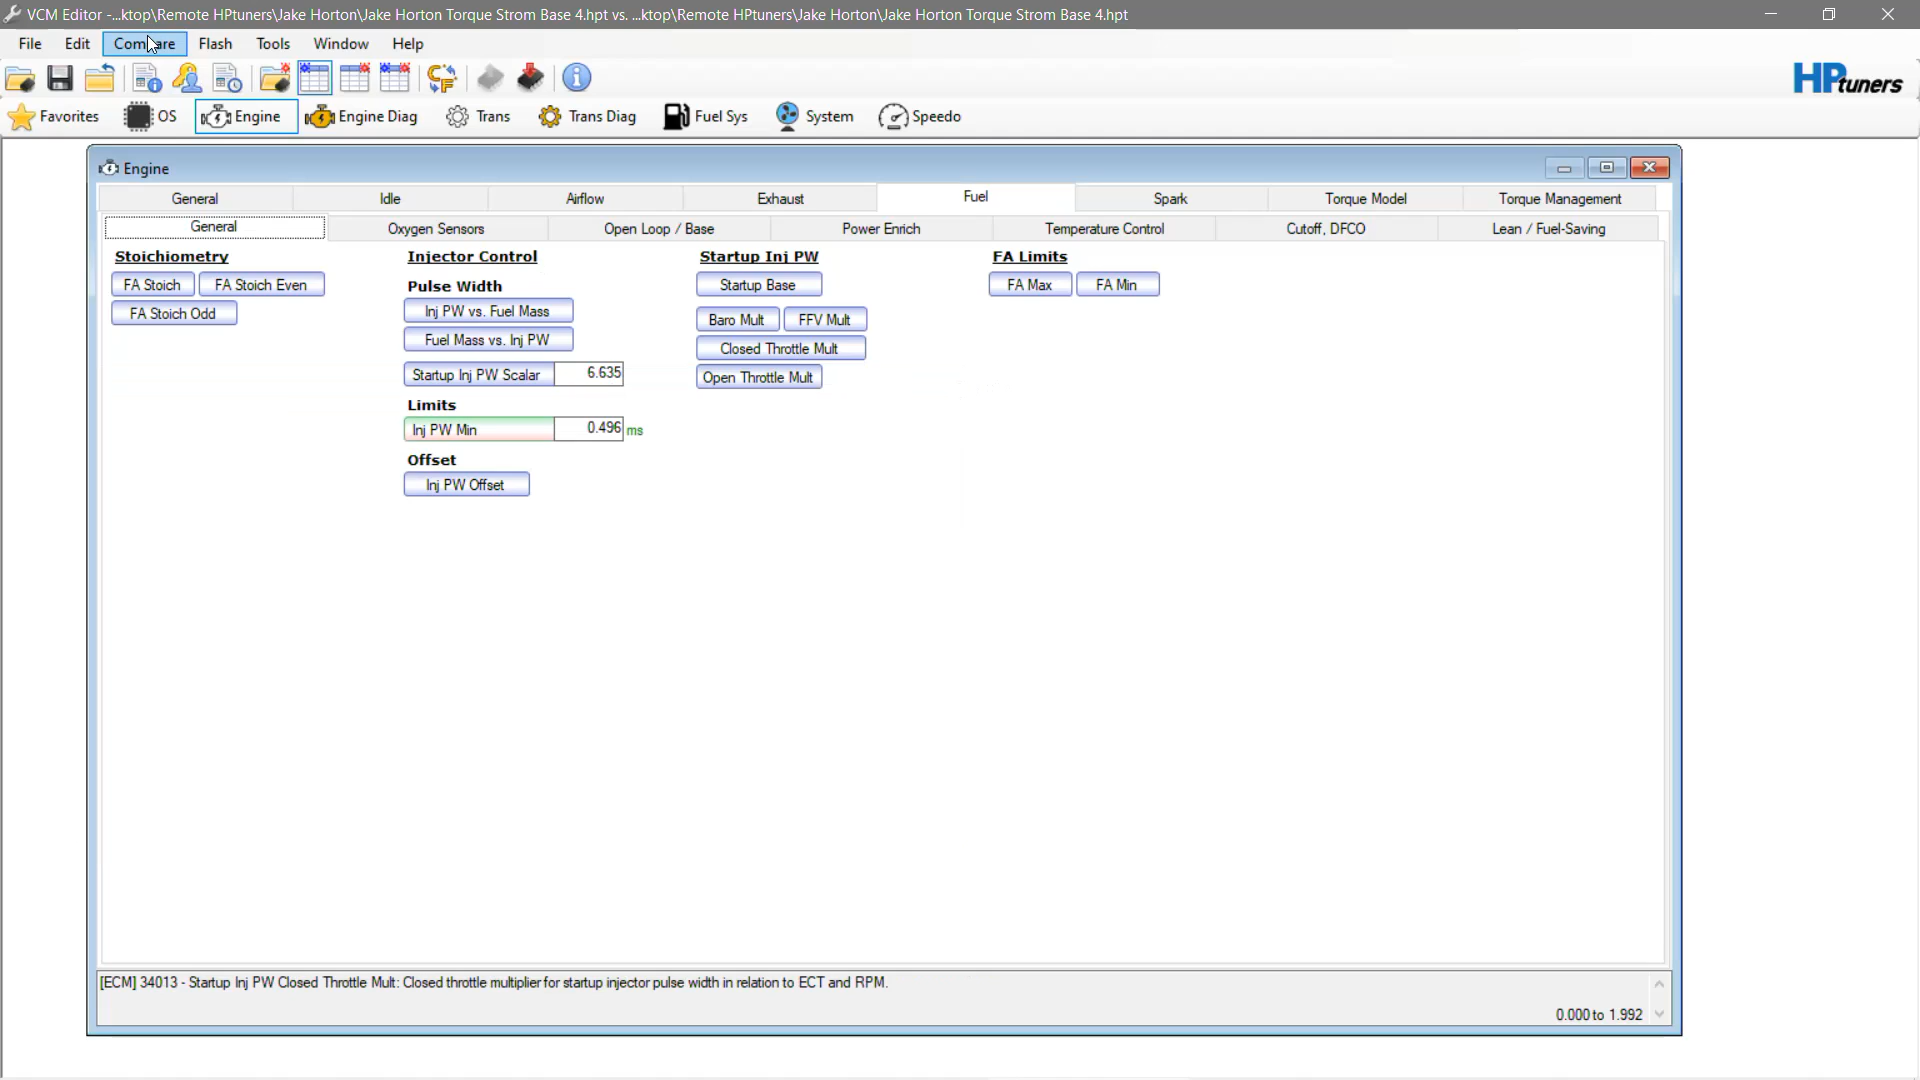 VCM Editor -...ktop\Remote HPtuners\Jake Horton\Jake Horton Torque Strom Base 4.hpt vs. ...ktop\Remote HPtuners\Jake Horton\Jake Horton Torque Strom Base 4.hpt
File Edit Compare Flash Tools Window Help
HPtuners
Favorites OS Engine Engine Diag Trans Trans Diag Fuel Sys System Speedo
Engine
General Idle Airflow Exhaust Fuel Spark Torque Model Torque Management
General Oxygen Sensors Open Loop / Base Power Enrich Temperature Control Cutoff, DFCO Lean / Fuel-Saving
Stoichiometry
FA Stoich FA Stoich Even
FA Stoich Odd
Injector Control
Pulse Width
Inj PW vs. Fuel Mass
Fuel Mass vs. Inj PW
Startup Inj PW Scalar 6.635
Limits
Inj PW Min 0.496 ms
Offset
Inj PW Offset
Startup Inj PW
Startup Base
Baro Mult FFV Mult
Closed Throttle Mult
Open Throttle Mult
FA Limits
FA Max FA Min
[ECM] 34013 - Startup Inj PW Closed Throttle Mult: Closed throttle multiplier for startup injector pulse width in relation to ECT and RPM.
0.000 to 1.992